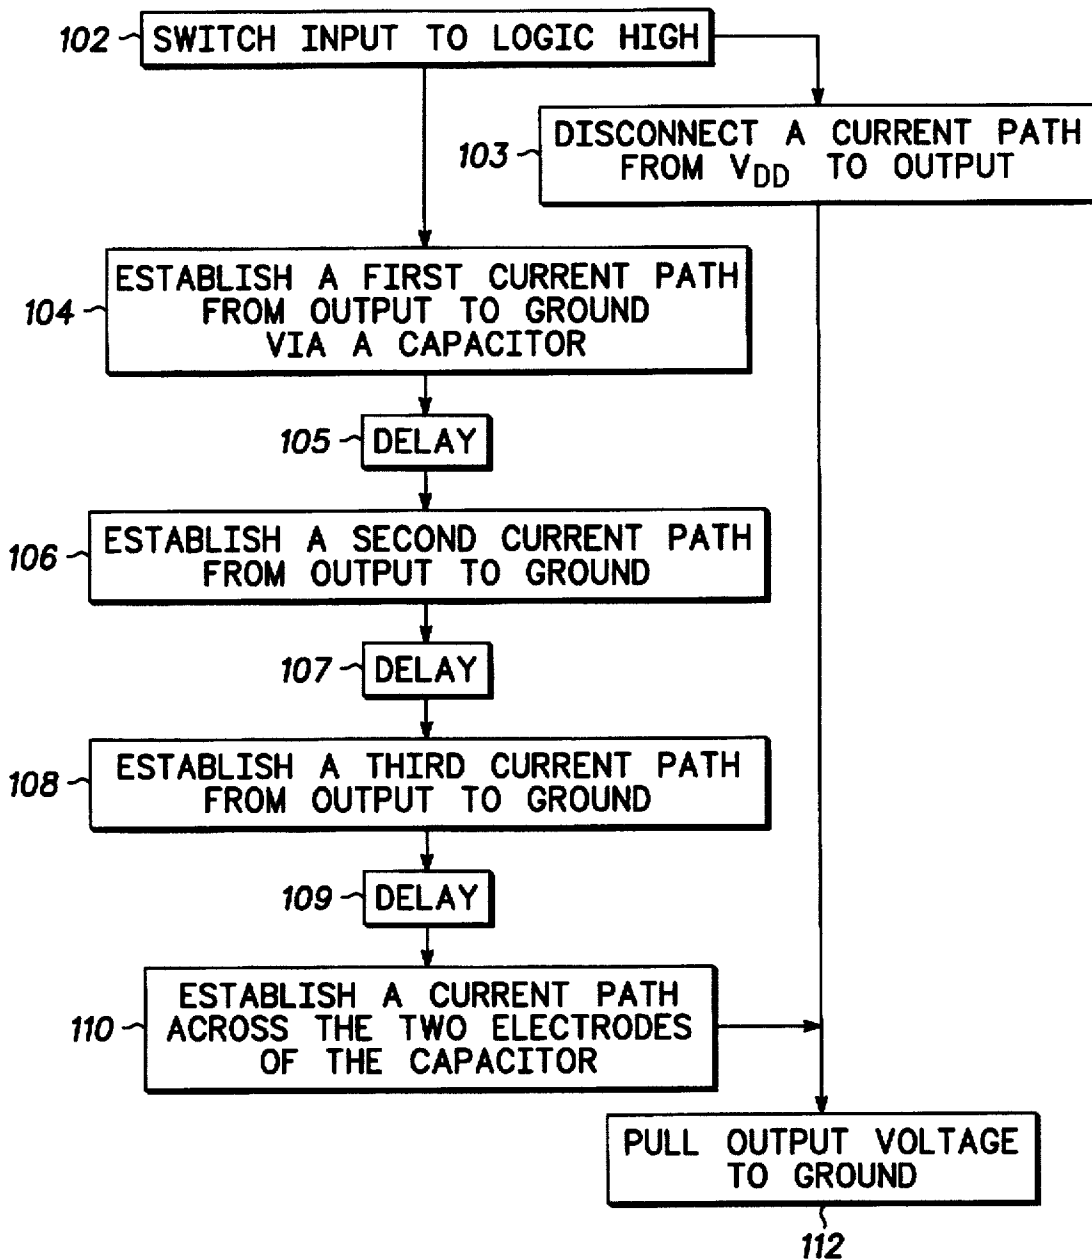 102 SWITCH INPUT TO LOGIC HIGH
103 DISCONNECT A CURRENT PATH
FROM VDD TO OUTPUT
104 ESTABLISH A FIRST CURRENT PATH
FROM OUTPUT TO GROUND
VIA A CAPACITOR
105 DELAY
106 ESTABLISH A SECOND CURRENT PATH
FROM OUTPUT TO GROUND
107 DELAY
108 ESTABLISH A THIRD CURRENT PATH
FROM OUTPUT TO GROUND
109 DELAY
110 ESTABLISH A CURRENT PATH
ACROSS THE TWO ELECTRODES
OF THE CAPACITOR
PULL OUTPUT VOLTAGE
TO GROUND
112